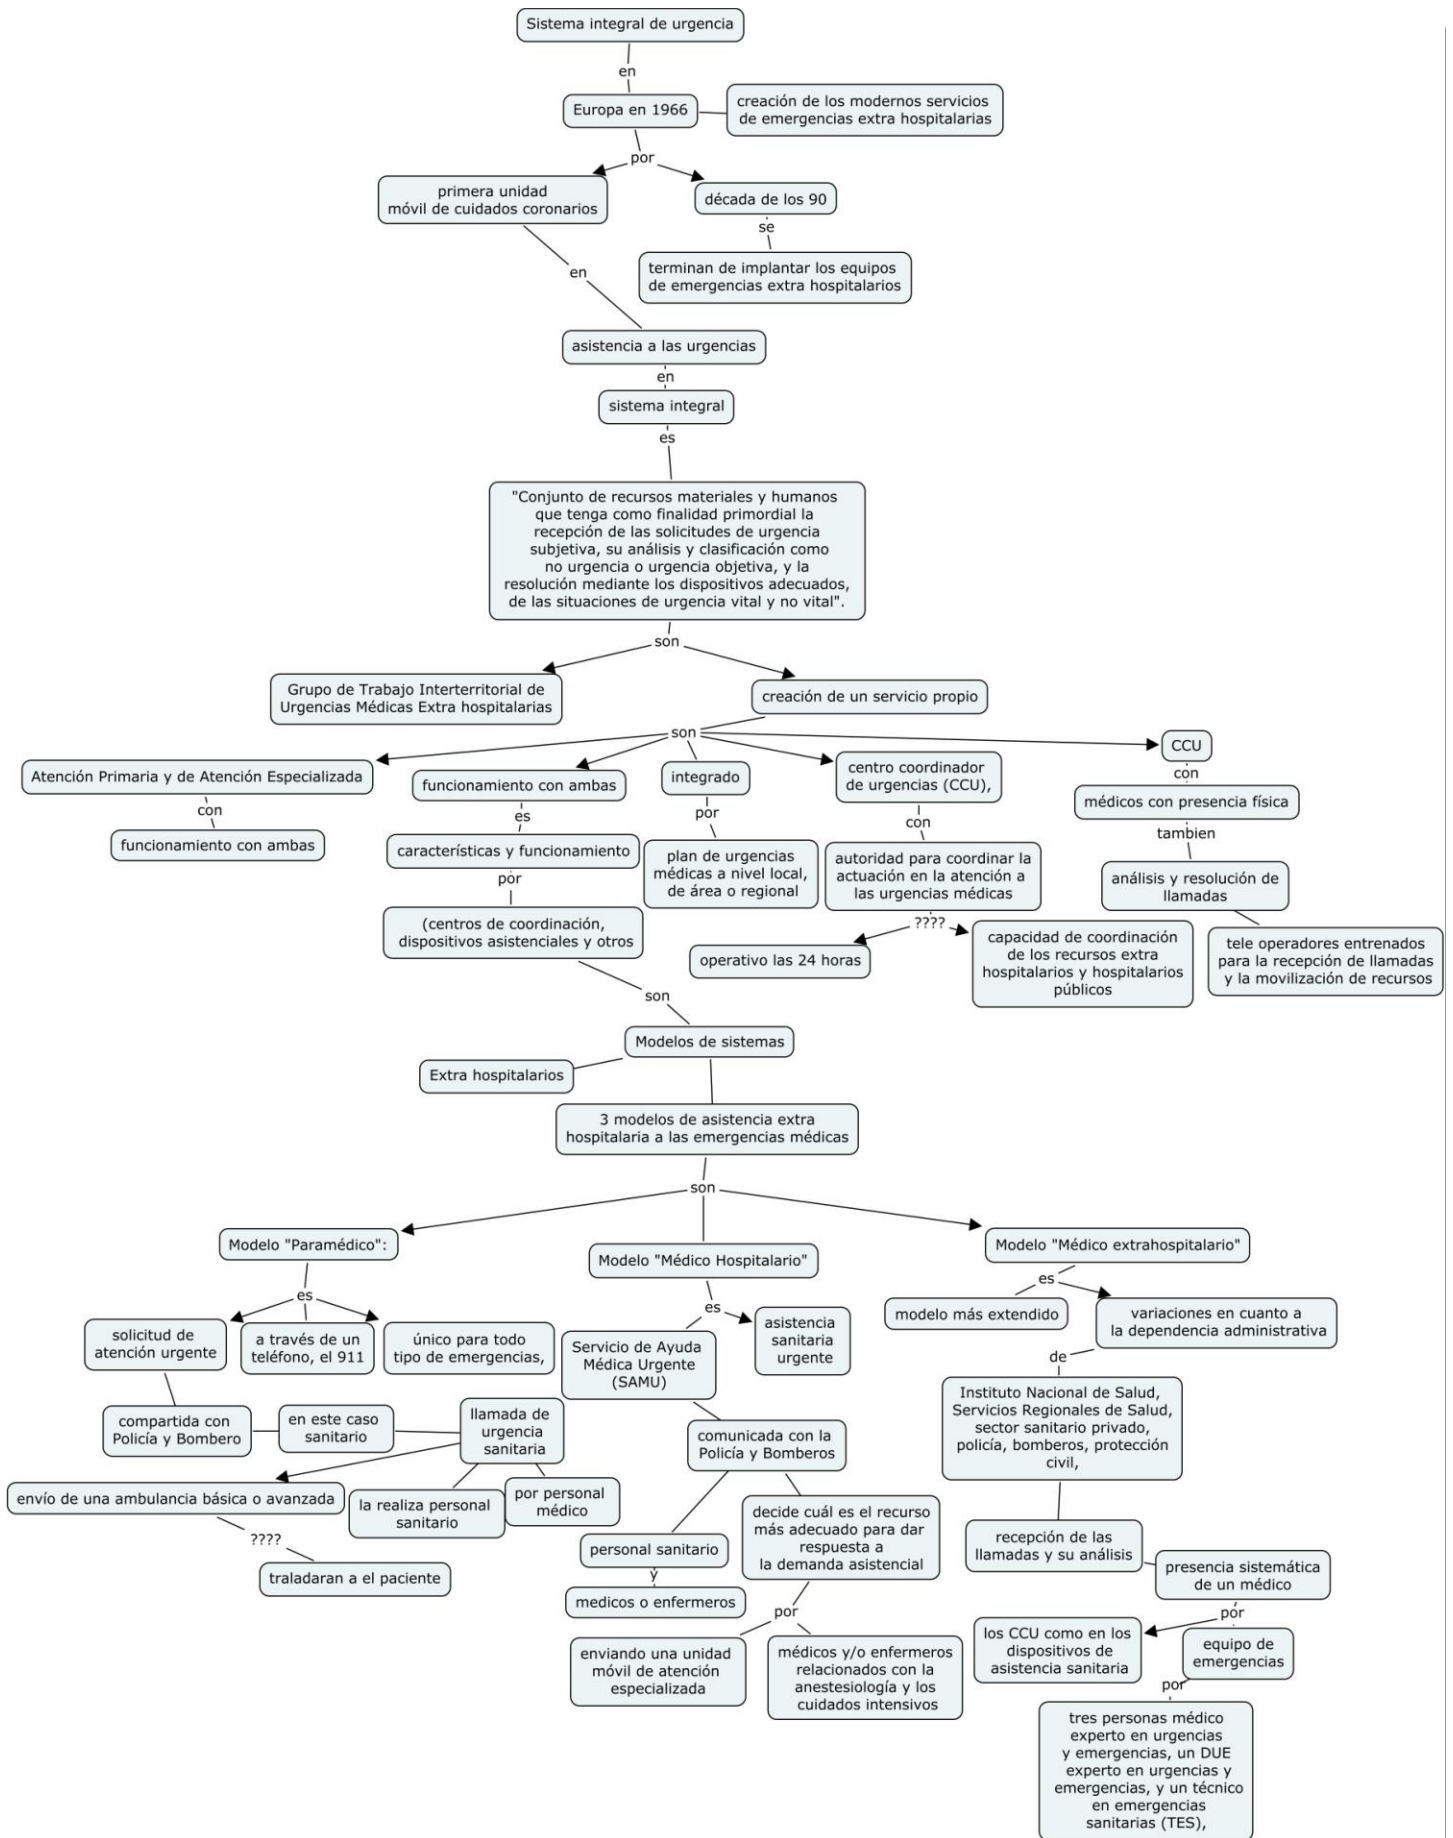 Sistema integral de urgencia
en
Europa en 1966
creación de los modernos servicios
de emergencias extra hospitalarias
por
primera unidad
móvil de cuidados coronarios
década de los 90
se
terminan de implantar los equipos
de emergencias extra hospitalarios
en
asistencia a las urgencias
en
sistema integral
es
"Conjunto de recursos materiales y humanos
que tenga como finalidad primordial la
recepción de las solicitudes de urgencia
subjetiva, su análisis y clasificación como
no urgencia o urgencia objetiva, y la
resolución mediante los dispositivos adecuados,
de las situaciones de urgencia vital y no vital".
son
Grupo de Trabajo Interterritorial de
Urgencias Médicas Extra hospitalarias
creación de un servicio propio
son
Atención Primaria y de Atención Especializada
con
funcionamiento con ambas
funcionamiento con ambas
es
características y funcionamiento
por
(centros de coordinación,
dispositivos asistenciales y otros
integrado
por
plan de urgencias
médicas a nivel local,
de área o regional
centro coordinador
de urgencias (CCU),
con
autoridad para coordinar la
actuación en la atención a
las urgencias médicas
????
operativo las 24 horas
capacidad de coordinación
de los recursos extra
hospitalarios y hospitalarios
públicos
CCU
con
médicos con presencia física
tambien
análisis y resolución de
llamadas
tele operadores entrenados
para la recepción de llamadas
y la movilización de recursos
son
Modelos de sistemas
Extra hospitalarios
3 modelos de asistencia extra
hospitalaria a las emergencias médicas
son
Modelo "Paramédico":
es
solicitud de
atención urgente
a través de un
teléfono, el 911
único para todo
tipo de emergencias,
compartida con
Policía y Bombero
en este caso
sanitario
llamada de
urgencia
sanitaria
envío de una ambulancia básica o avanzada
la realiza personal
sanitario
por personal
médico
????
traladaran a el paciente
Modelo "Médico Hospitalario"
es
Servicio de Ayuda
Médica Urgente
(SAMU)
asistencia
sanitaria
urgente
comunicada con la
Policía y Bomberos
personal sanitario
y
medicos o enfermeros
decide cuál es el recurso
más adecuado para dar
respuesta a
la demanda asistencial
por
enviando una unidad
móvil de atención
especializada
médicos y/o enfermeros
relacionados con la
anestesiología y los
cuidados intensivos
Modelo "Médico extrahospitalario"
es
modelo más extendido
variaciones en cuanto a
la dependencia administrativa
de
Instituto Nacional de Salud,
Servicios Regionales de Salud,
sector sanitario privado,
policía, bomberos, protección
civil,
recepción de las
llamadas y su análisis
presencia sistemática
de un médico
por
los CCU como en los
dispositivos de
asistencia sanitaria
equipo de
emergencias
por
tres personas médico
experto en urgencias
y emergencias, un DUE
experto en urgencias y
emergencias, y un técnico
en emergencias
sanitarias (TES),